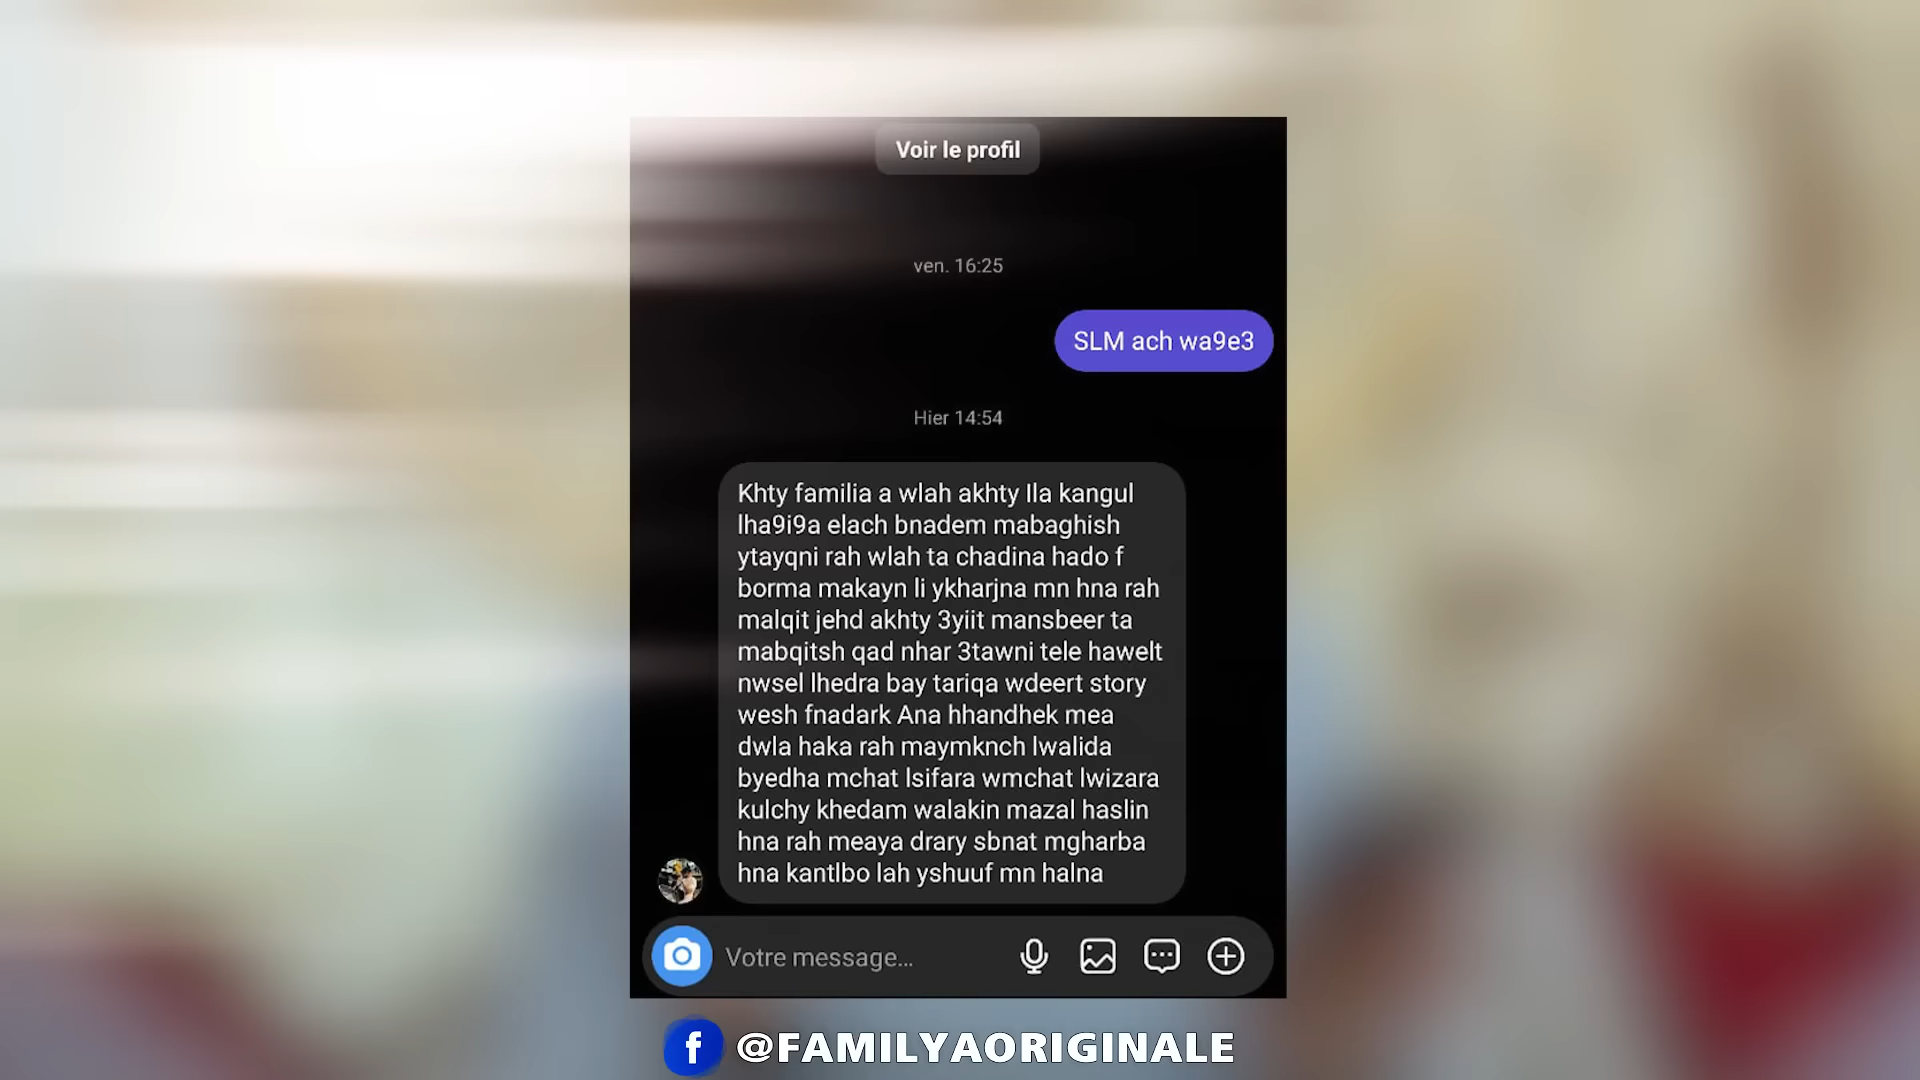 Voir le profil
ven. 16:25
SLM ach wa9e3
Hier 14:54
Khty familia a wlah akhty Ila kangul
lha9i9a elach bnadem mabaghish
ytayqni rah wlah ta chadina hado f
borma makayn li ykharjna mn hna rah
malqit jehd akhty 3yiit mansbeer ta
mabqitsh qad nhar 3tawni tele hawelt
nwsel lhedra bay tariqa wdeert story
wesh fnadark Ana hhandhek mea
dwla haka rah maymknch lwalida
byedha mchat lsifara wmchat lwizara
kulchy khedam walakin mazal haslin
hna rah meaya drary sbnat mgharba
hna kantlbo lah yshuuf mn halna
Votre message...
f @FAMILYAORIGINALE